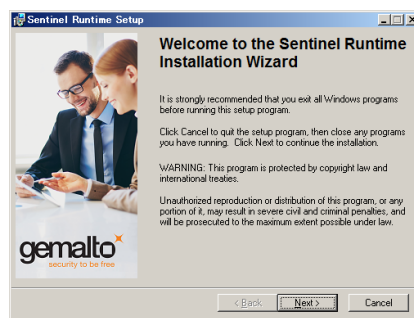 Sentinel Runtime Setup
Welcome to the Sentinel Runtime
Installation Wizard
It is strongly recommended that you exit all Windows programs
before running this setup program.
Click Cancel to quit the setup program, then close any programs
you have running. Click Next to continue the installation.
WARNING: This program is protected by copyright law and
international treaties.
Unauthorized reproduction or distribution of this program, or any
portion of it, may result in severe civil and criminal penalties, and
will be prosecuted to the maximum extent possible under law.
gemalto
security to be free
< Back
Next >
Cancel